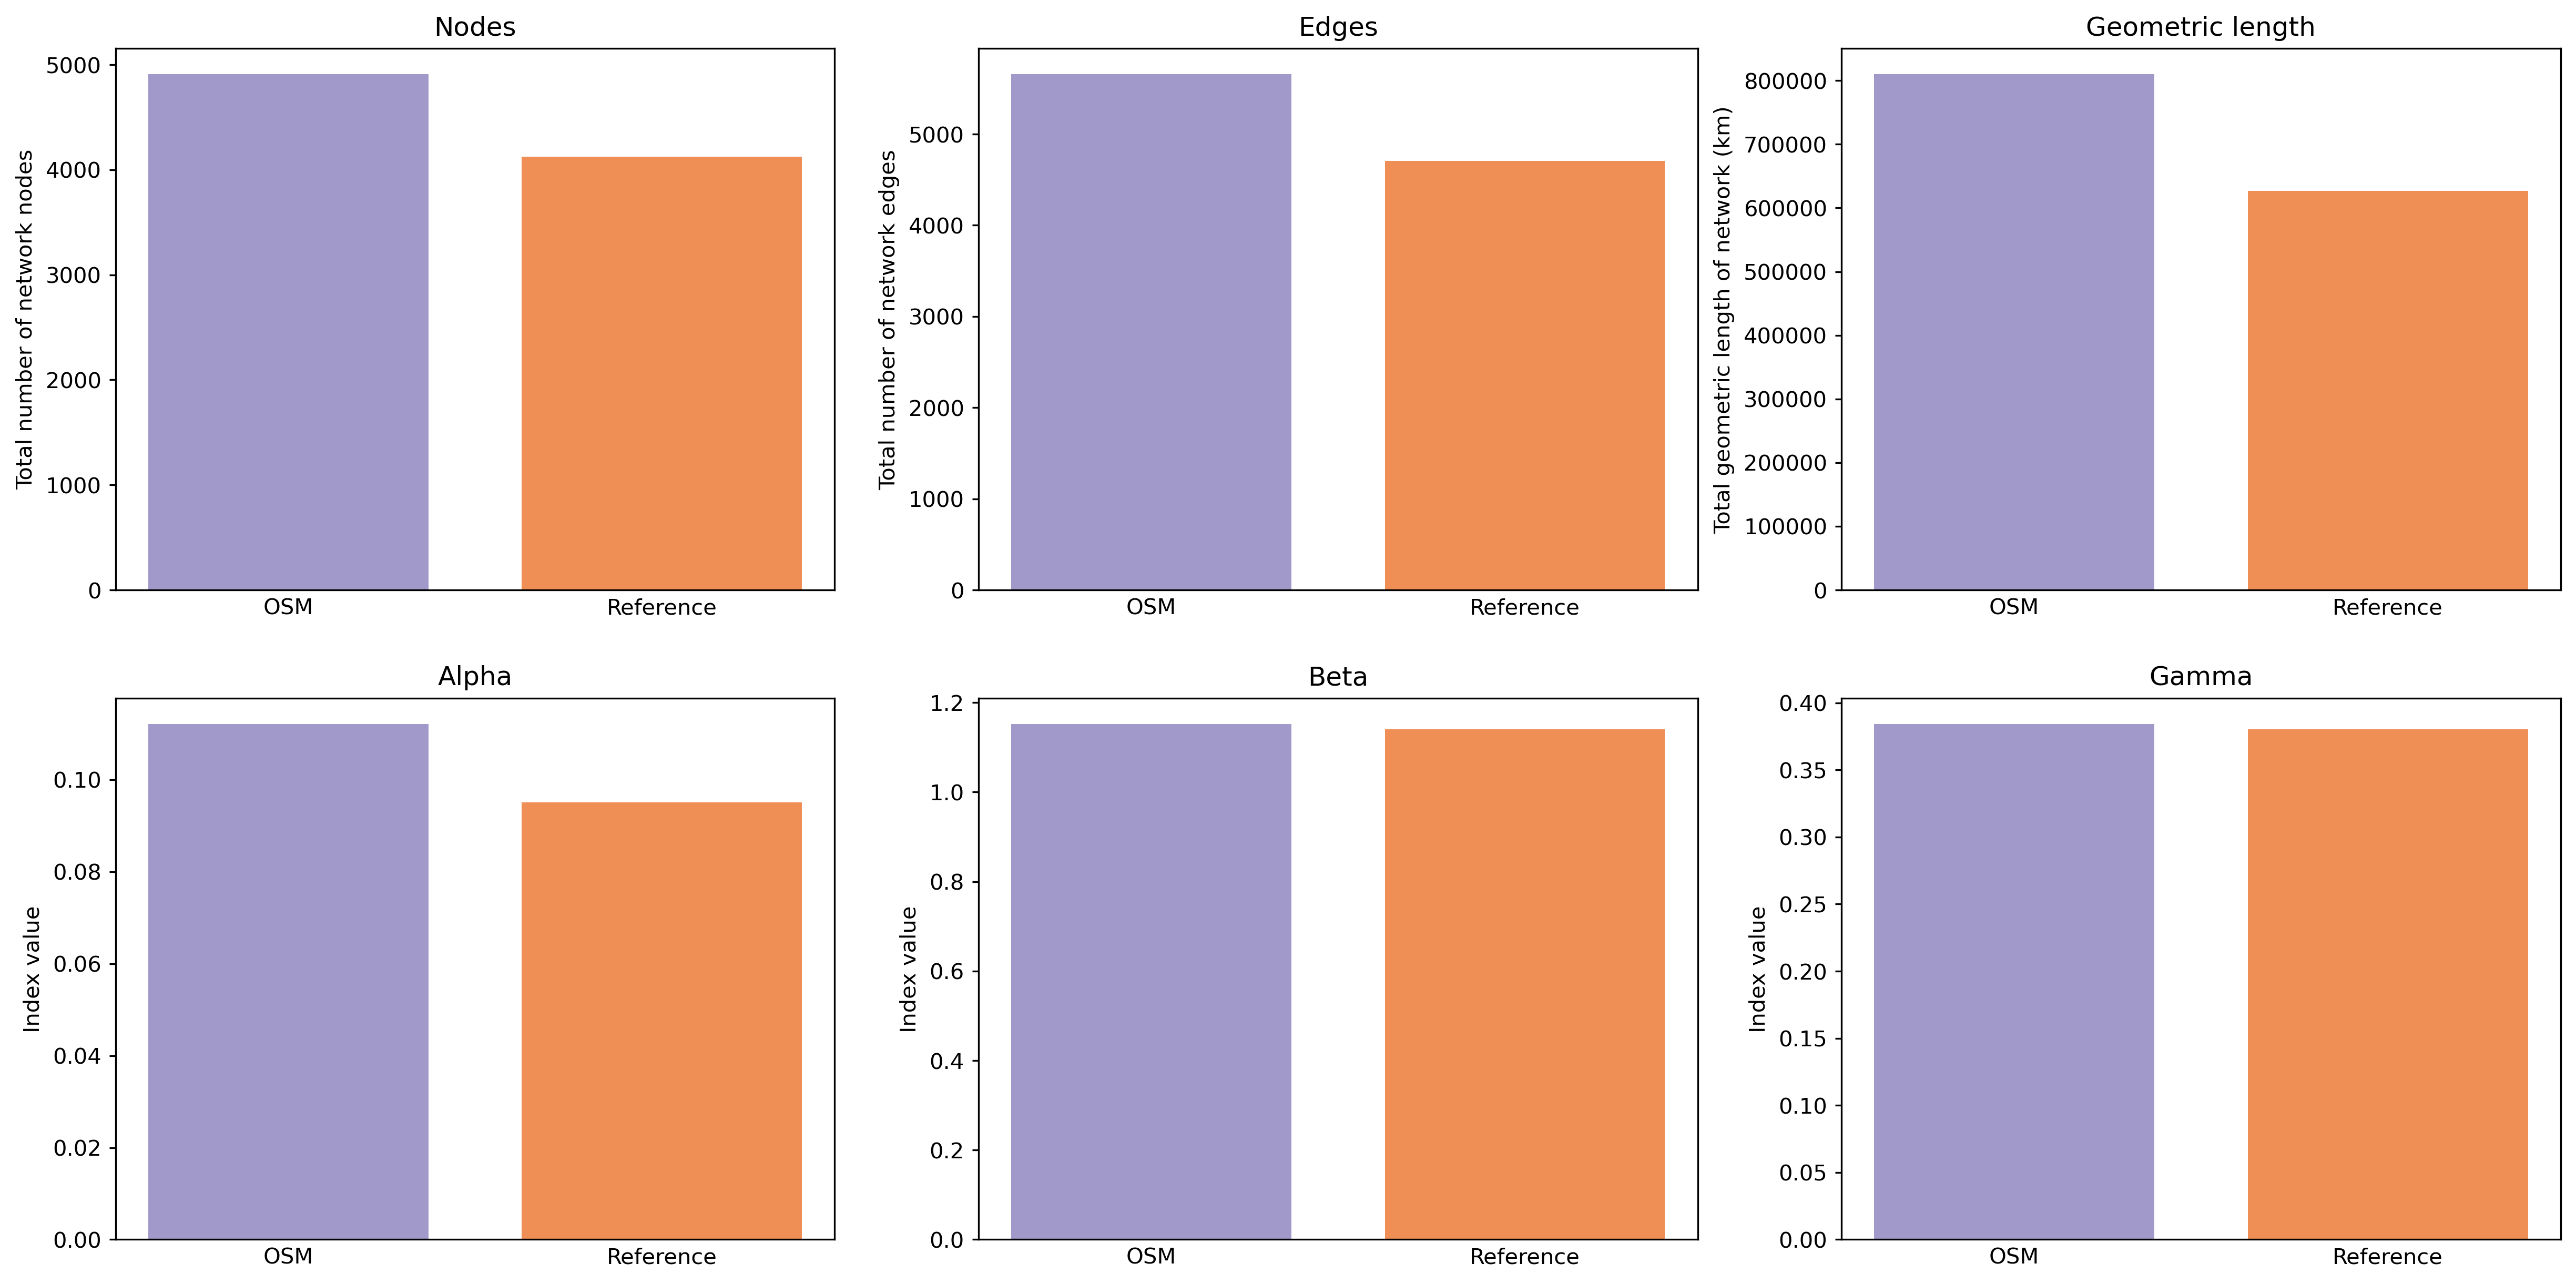 Nodes
Total number of network nodes
5000
4000
3000
2000
1000
0
OSM
Reference
Edges
Total number of network edges
5000
4000
3000
2000
1000
0
OSM
Reference
Geometric length
Total geometric length of network (km)
800000
700000
600000
500000
400000
300000
200000
100000
0
OSM
Reference
Alpha
Index value
0.10
0.08
0.06
0.04
0.02
0.00
OSM
Reference
Beta
Index value
1.2
1.0
0.8
0.6
0.4
0.2
0.0
OSM
Reference
Gamma
Index value
0.40
0.35
0.30
0.25
0.20
0.15
0.10
0.05
0.00
OSM
Reference